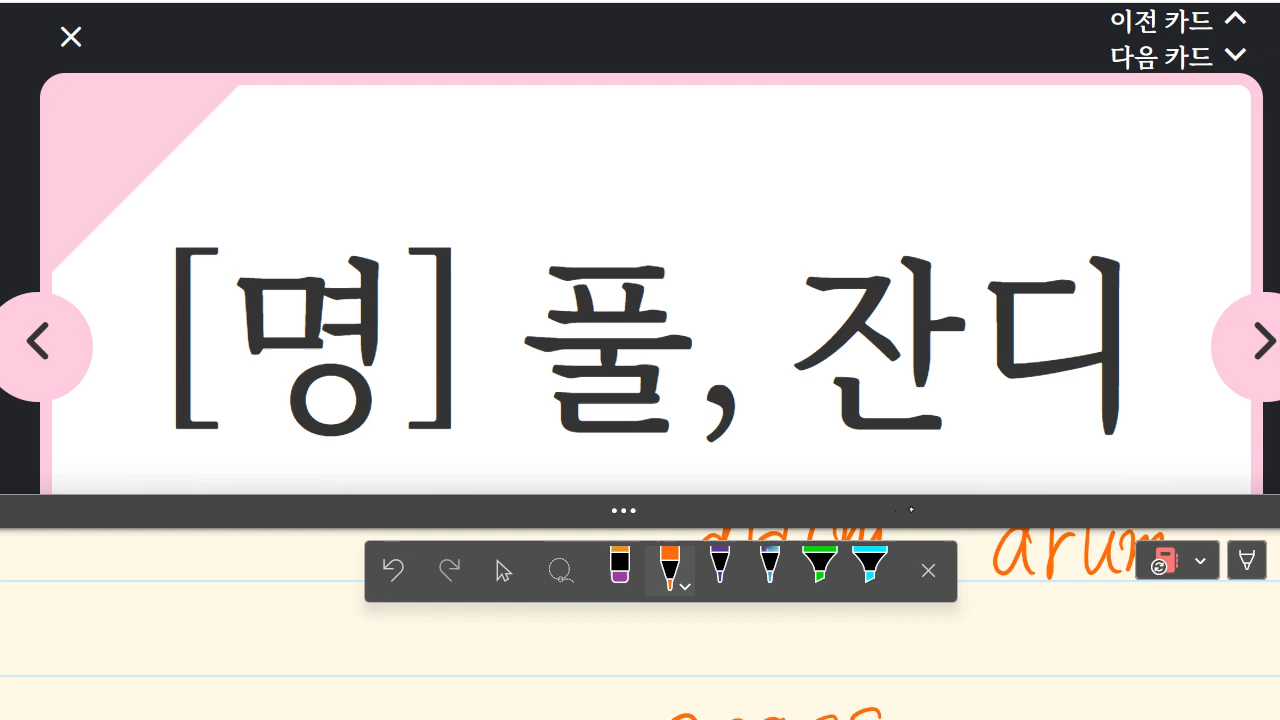 이전 카드
다음 카드
[명] 풀, 잔디
arum